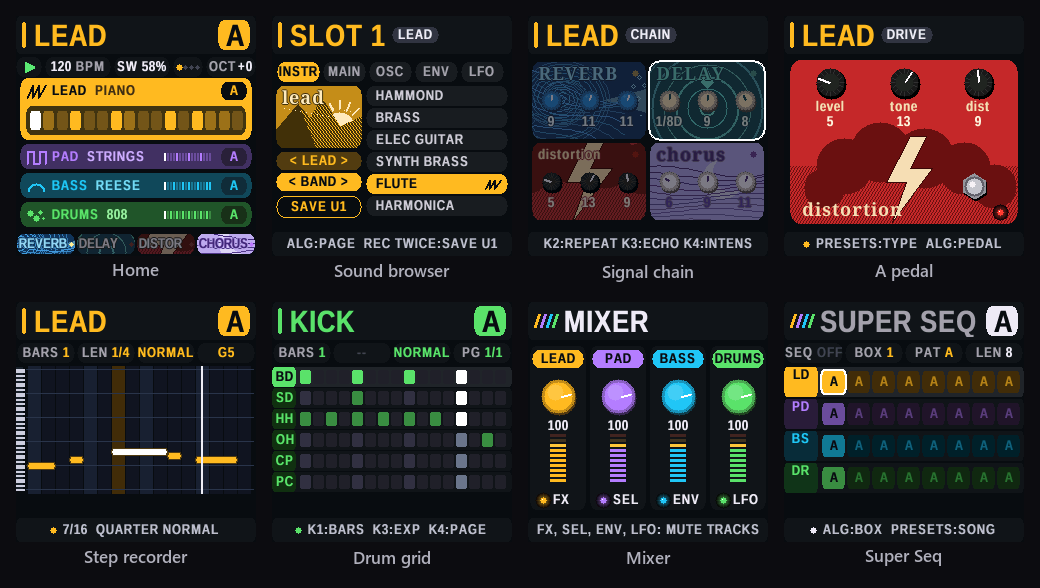 LEAD A
120 BPM SW 58% OCT+0
LEAD PIANO A
PAD STRINGS A
BASS REESE A
DRUMS 808 A
REVERB DELAY DISTOR CHORUS
Home
SLOT 1 LEAD
INSTR MAIN OSC ENV LFO
lead
< LEAD >
< BAND >
SAVE U1
HAMMOND
BRASS
ELEC GUITAR
SYNTH BRASS
FLUTE
HARMONICA
ALG:PAGE REC TWICE:SAVE U1
Sound browser
LEAD CHAIN
REVERB
9 11 11
DELAY
1/8D 9 8
distortion
5 13 9
chorus
6 9 11
K2:REPEAT K3:ECHO K4:INTENS
Signal chain
LEAD DRIVE
level tone dist
5 13 9
distortion
PRESETS:TYPE ALG:PEDAL
A pedal
LEAD A
BARS 1 LEN 1/4 NORMAL G5
7/16 QUARTER NORMAL
Step recorder
KICK A
BARS 1 -- NORMAL PG 1/1
BD
SD
HH
OH
CP
PC
K1:BARS K3:EXP K4:PAGE
Drum grid
MIXER
LEAD PAD BASS DRUMS
100 100 100 100
FX SEL ENV LFO
FX, SEL, ENV, LFO: MUTE TRACKS
Mixer
SUPER SEQ A
SEQ OFF BOX 1 PAT A LEN 8
LD A A A A A A A A
PD A A A A A A A A
BS A A A A A A A A
DR A A A A A A A A
ALG:BOX PRESETS:SONG
Super Seq